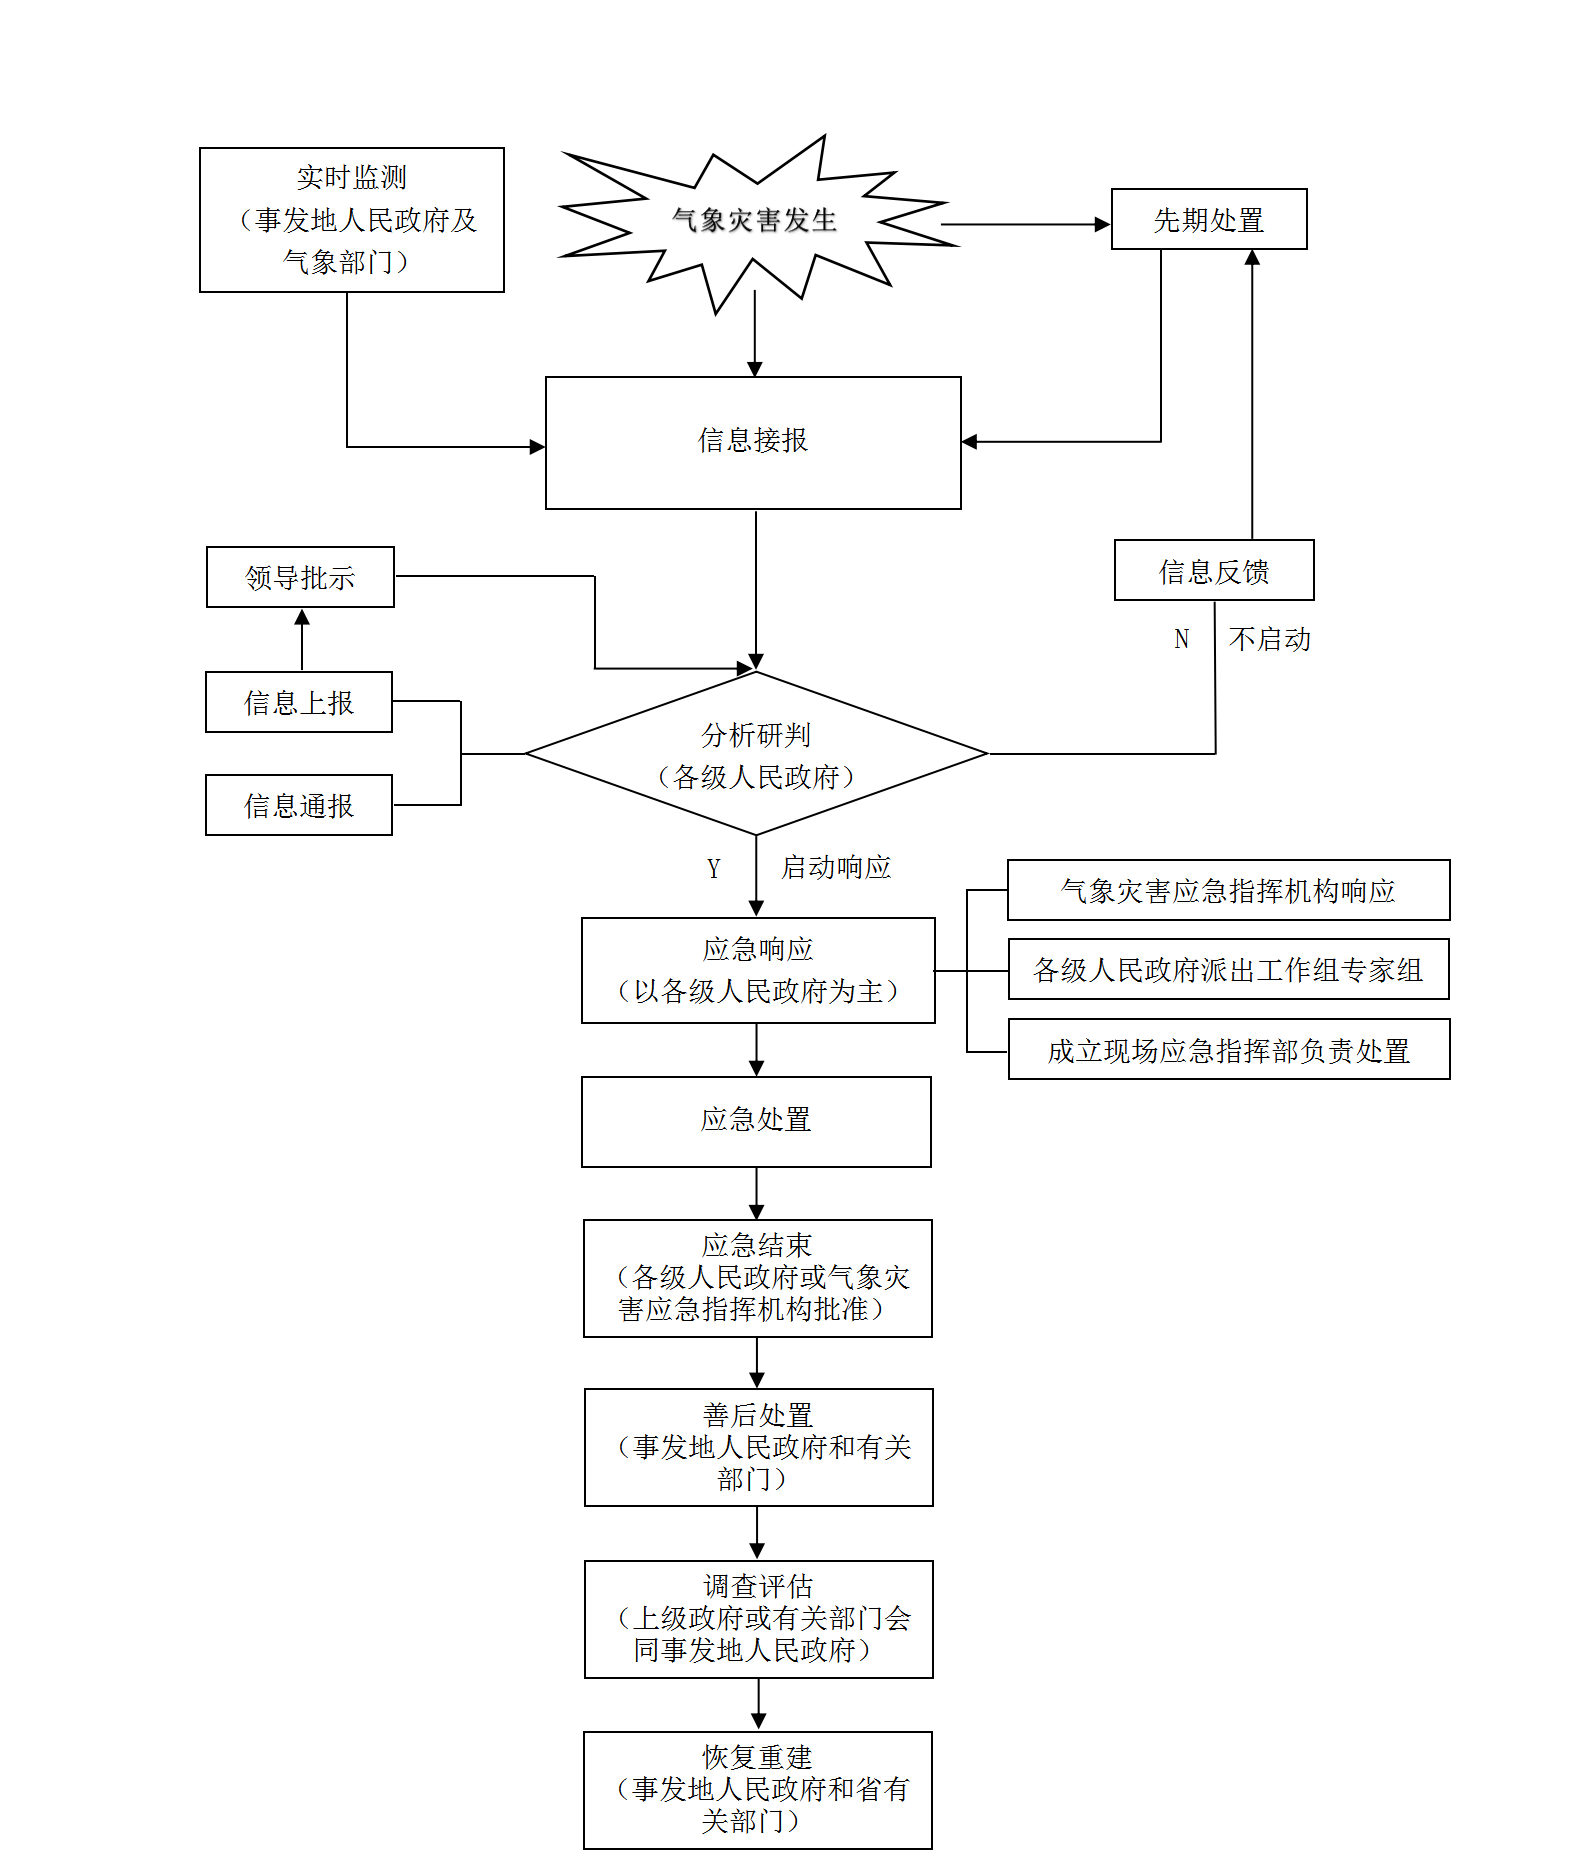 实时监测
（事发地人民政府及
气象部门）
气象灾害发生
先期处置
信息接报
领导批示
信息反馈
N 不启动
信息上报
分析研判
（各级人民政府）
信息通报
Y 启动响应
气象灾害应急指挥机构响应
应急响应
（以各级人民政府为主）
各级人民政府派出工作组专家组
成立现场应急指挥部负责处置
应急处置
应急结束
（各级人民政府或气象灾
害应急指挥机构批准）
善后处置
（事发地人民政府和有关
部门）
调查评估
（上级政府或有关部门会
同事发地人民政府）
恢复重建
（事发地人民政府和省有
关部门）